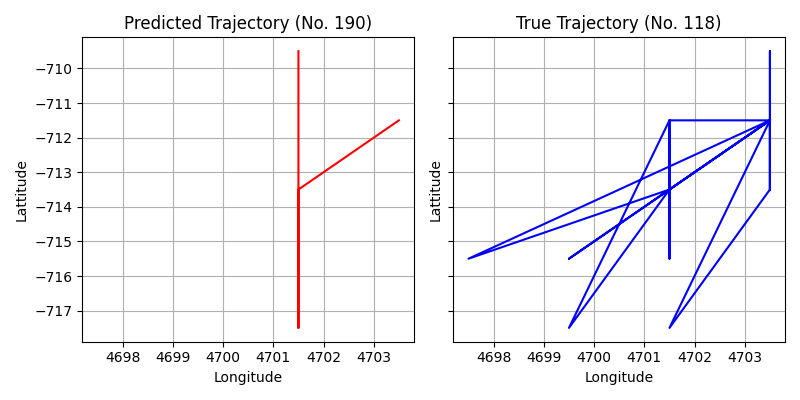 Predicted Trajectory (No. 190)
True Trajectory (No. 118)
Lattitude
−710
−711
−712
−713
−714
−715
−716
−717
4698 4699 4700 4701 4702 4703
Longitude
Lattitude
4698 4699 4700 4701 4702 4703
Longitude